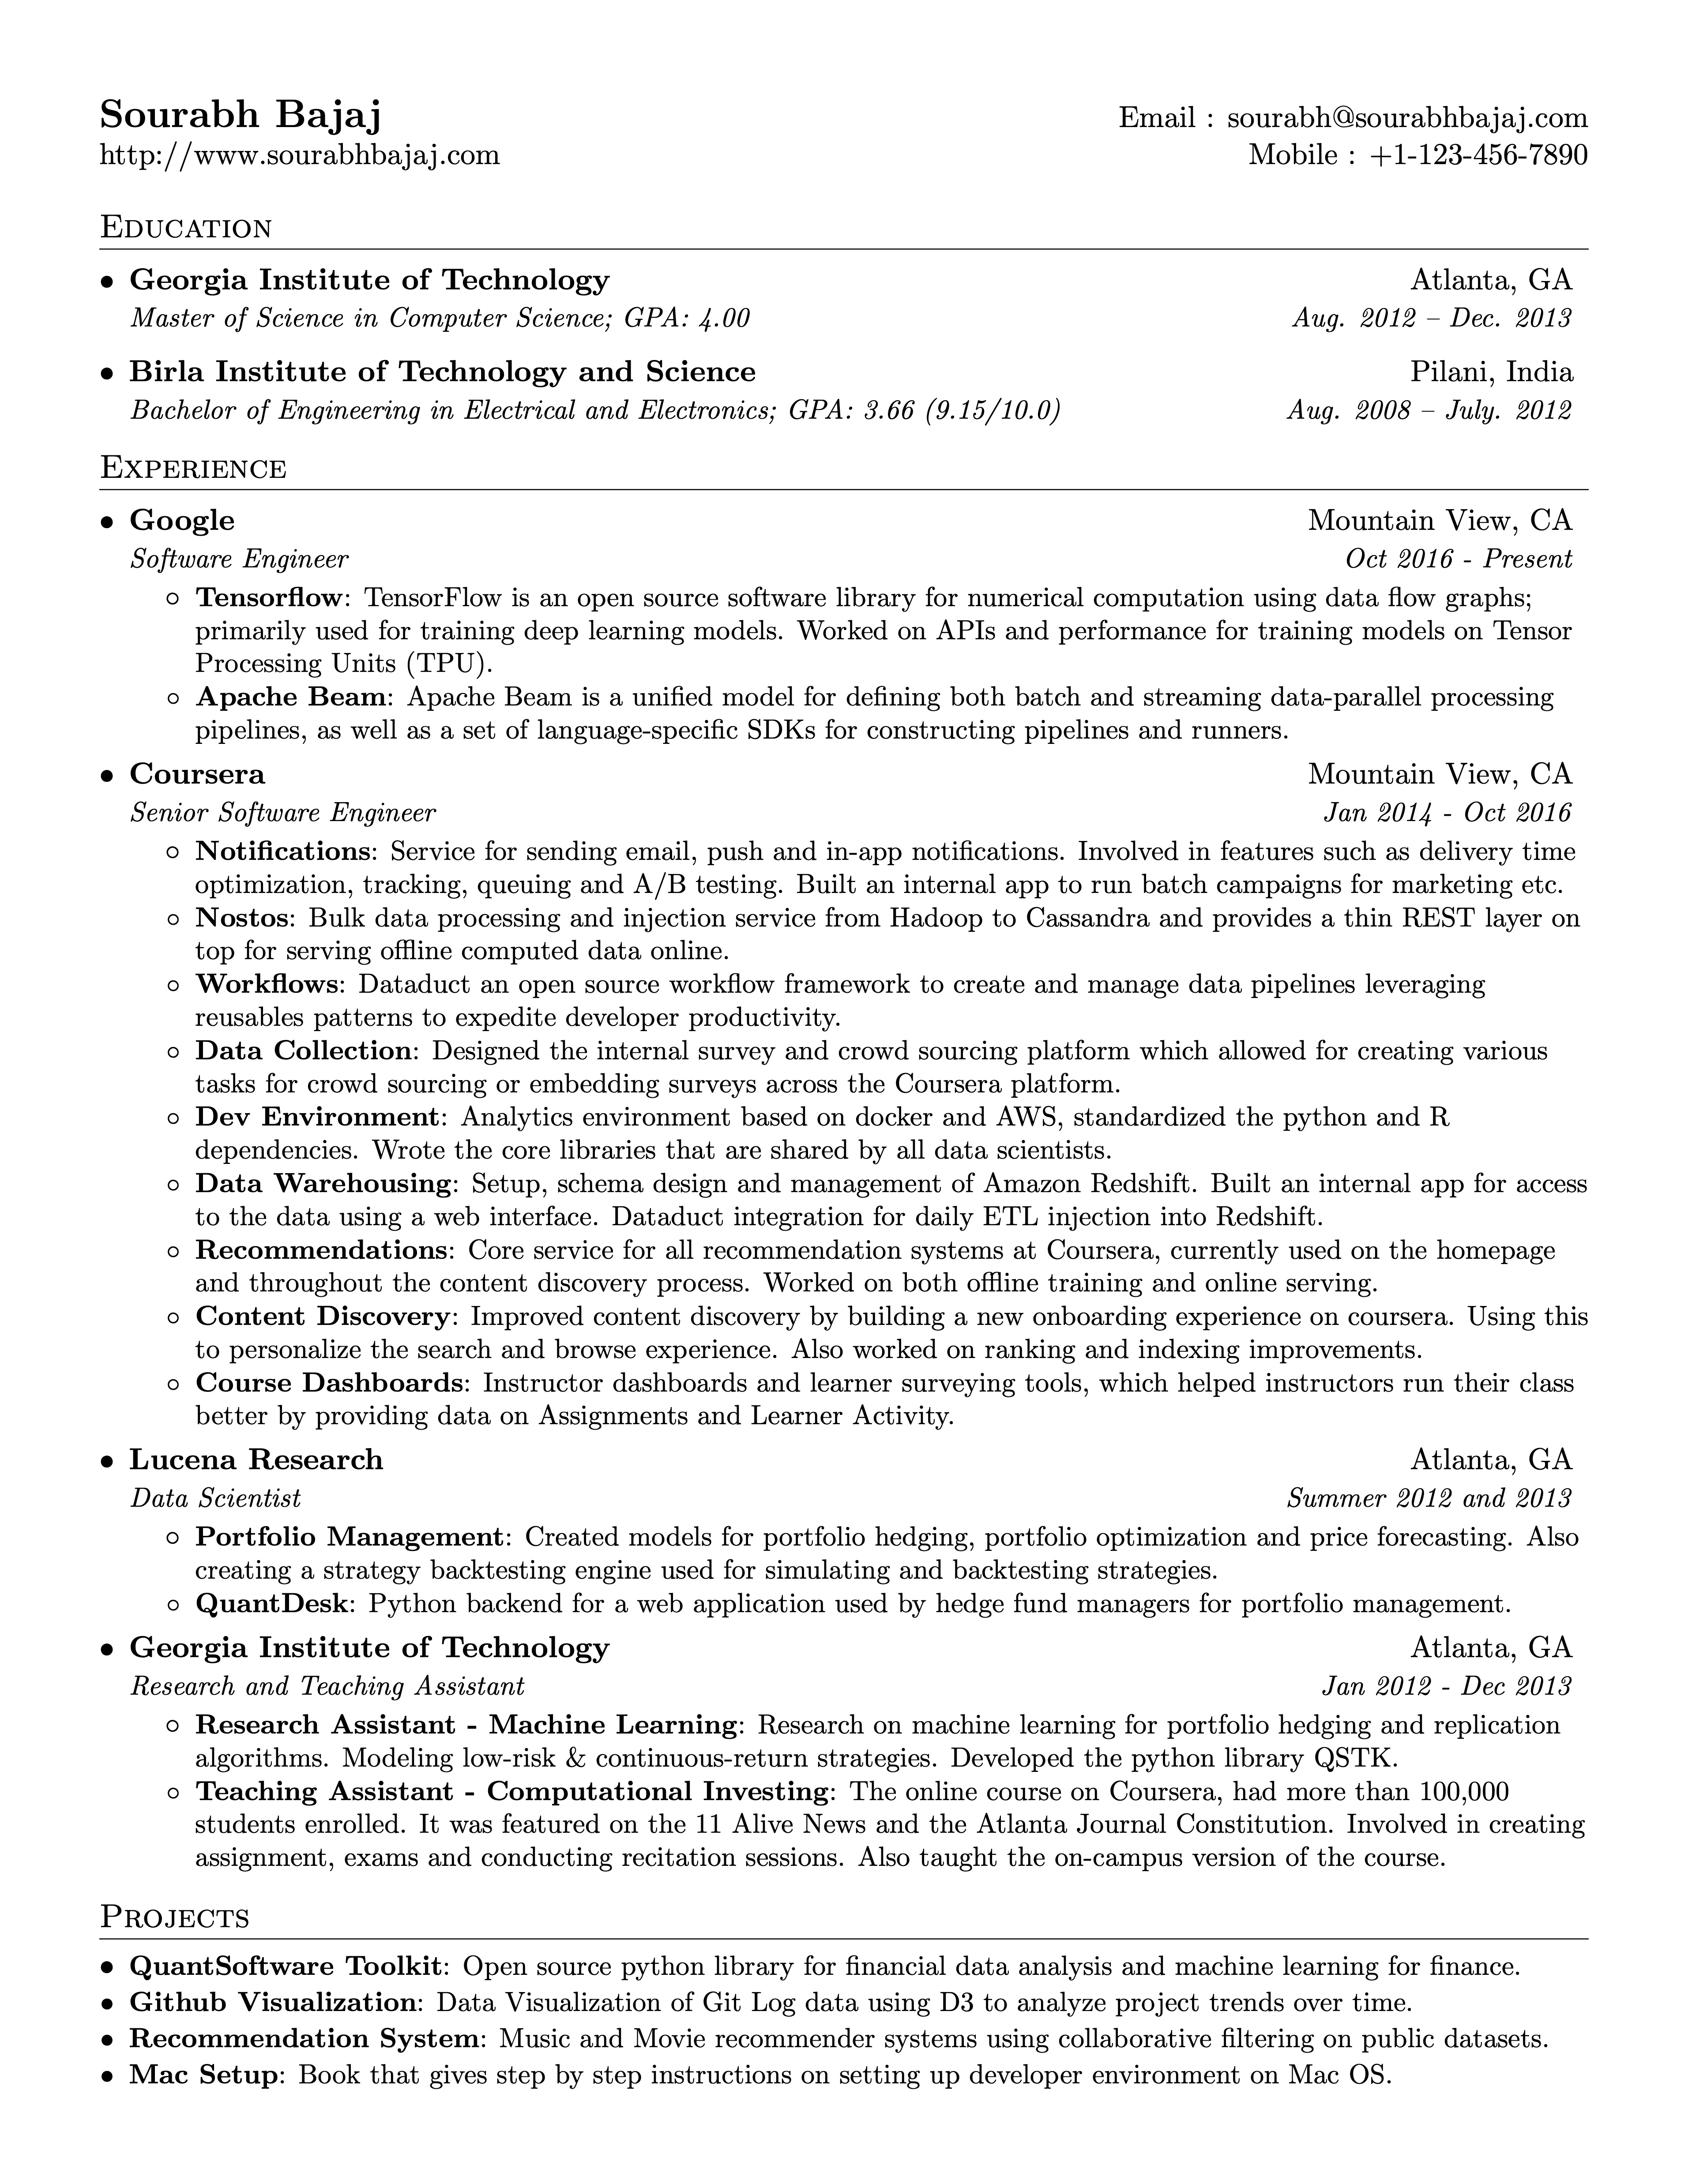 Sourabh Bajaj Email : sourabh@sourabhbajaj.com
http://www.sourabhbajaj.com Mobile : +1-123-456-7890
Education
• Georgia Institute of Technology Atlanta, GA
Master of Science in Computer Science; GPA: 4.00 Aug. 2012 – Dec. 2013
• Birla Institute of Technology and Science Pilani, India
Bachelor of Engineering in Electrical and Electronics; GPA: 3.66 (9.15/10.0) Aug. 2008 – July. 2012
Experience
• Google Mountain View, CA
Software Engineer Oct 2016 - Present
◦ Tensorflow: TensorFlow is an open source software library for numerical computation using data flow graphs;
primarily used for training deep learning models. Worked on APIs and performance for training models on Tensor
Processing Units (TPU).
◦ Apache Beam: Apache Beam is a unified model for defining both batch and streaming data-parallel processing
pipelines, as well as a set of language-specific SDKs for constructing pipelines and runners.
• Coursera Mountain View, CA
Senior Software Engineer Jan 2014 - Oct 2016
◦ Notifications: Service for sending email, push and in-app notifications. Involved in features such as delivery time
optimization, tracking, queuing and A/B testing. Built an internal app to run batch campaigns for marketing etc.
◦ Nostos: Bulk data processing and injection service from Hadoop to Cassandra and provides a thin REST layer on
top for serving offline computed data online.
◦ Workflows: Dataduct an open source workflow framework to create and manage data pipelines leveraging
reusables patterns to expedite developer productivity.
◦ Data Collection: Designed the internal survey and crowd sourcing platform which allowed for creating various
tasks for crowd sourcing or embedding surveys across the Coursera platform.
◦ Dev Environment: Analytics environment based on docker and AWS, standardized the python and R
dependencies. Wrote the core libraries that are shared by all data scientists.
◦ Data Warehousing: Setup, schema design and management of Amazon Redshift. Built an internal app for access
to the data using a web interface. Dataduct integration for daily ETL injection into Redshift.
◦ Recommendations: Core service for all recommendation systems at Coursera, currently used on the homepage
and throughout the content discovery process. Worked on both offline training and online serving.
◦ Content Discovery: Improved content discovery by building a new onboarding experience on coursera. Using this
to personalize the search and browse experience. Also worked on ranking and indexing improvements.
◦ Course Dashboards: Instructor dashboards and learner surveying tools, which helped instructors run their class
better by providing data on Assignments and Learner Activity.
• Lucena Research Atlanta, GA
Data Scientist Summer 2012 and 2013
◦ Portfolio Management: Created models for portfolio hedging, portfolio optimization and price forecasting. Also
creating a strategy backtesting engine used for simulating and backtesting strategies.
◦ QuantDesk: Python backend for a web application used by hedge fund managers for portfolio management.
• Georgia Institute of Technology Atlanta, GA
Research and Teaching Assistant Jan 2012 - Dec 2013
◦ Research Assistant - Machine Learning: Research on machine learning for portfolio hedging and replication
algorithms. Modeling low-risk & continuous-return strategies. Developed the python library QSTK.
◦ Teaching Assistant - Computational Investing: The online course on Coursera, had more than 100,000
students enrolled. It was featured on the 11 Alive News and the Atlanta Journal Constitution. Involved in creating
assignment, exams and conducting recitation sessions. Also taught the on-campus version of the course.
Projects
• QuantSoftware Toolkit: Open source python library for financial data analysis and machine learning for finance.
• Github Visualization: Data Visualization of Git Log data using D3 to analyze project trends over time.
• Recommendation System: Music and Movie recommender systems using collaborative filtering on public datasets.
• Mac Setup: Book that gives step by step instructions on setting up developer environment on Mac OS.